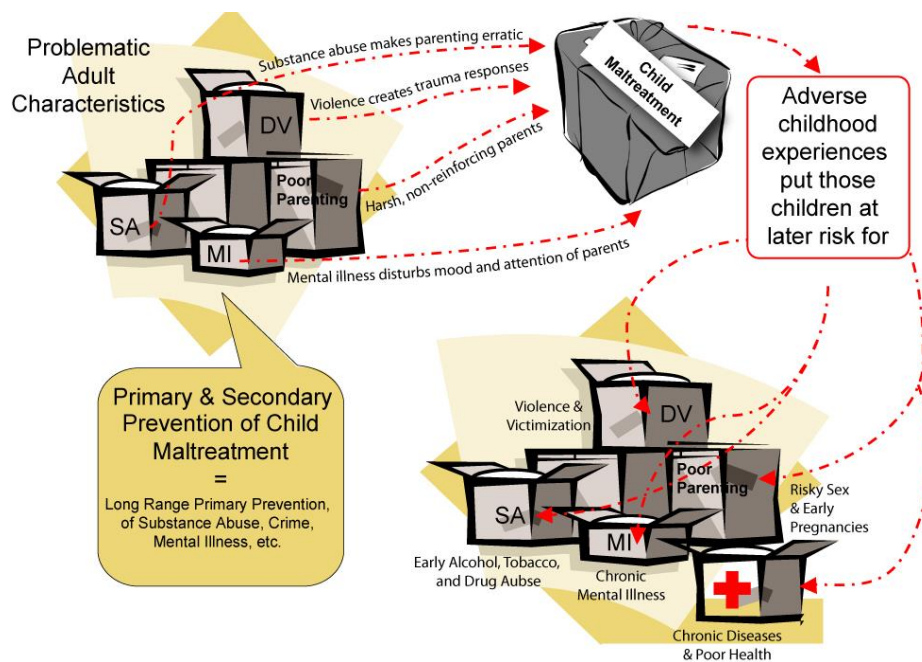 Problematic
Adult
Characteristics
Substance abuse makes parenting erratic
Violence creates trauma responses
Harsh, non-reinforcing parents
Mental illness disturbs mood and attention of parents
DV
Poor
Parenting
SA
MI
Child
Maltreatment
Adverse
childhood
experiences
put those
children at
later risk for
Primary & Secondary
Prevention of Child
Maltreatment
=
Long Range Primary Prevention,
of Substance Abuse, Crime,
Mental Illness, etc.
Violence &
Victimization
DV
Poor
Parenting
SA
MI
Risky Sex
& Early
Pregnancies
Early Alcohol, Tobacco,
and Drug Aubse
Chronic
Mental Illness
Chronic Diseases
& Poor Health